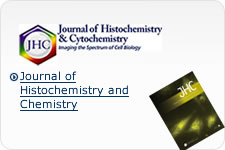 JHC
Journal of Histochemistry
& Cytochemistry
Imaging the Spectrum of Cell Biology
Journal of
Histochemistry and
Chemistry
JHC